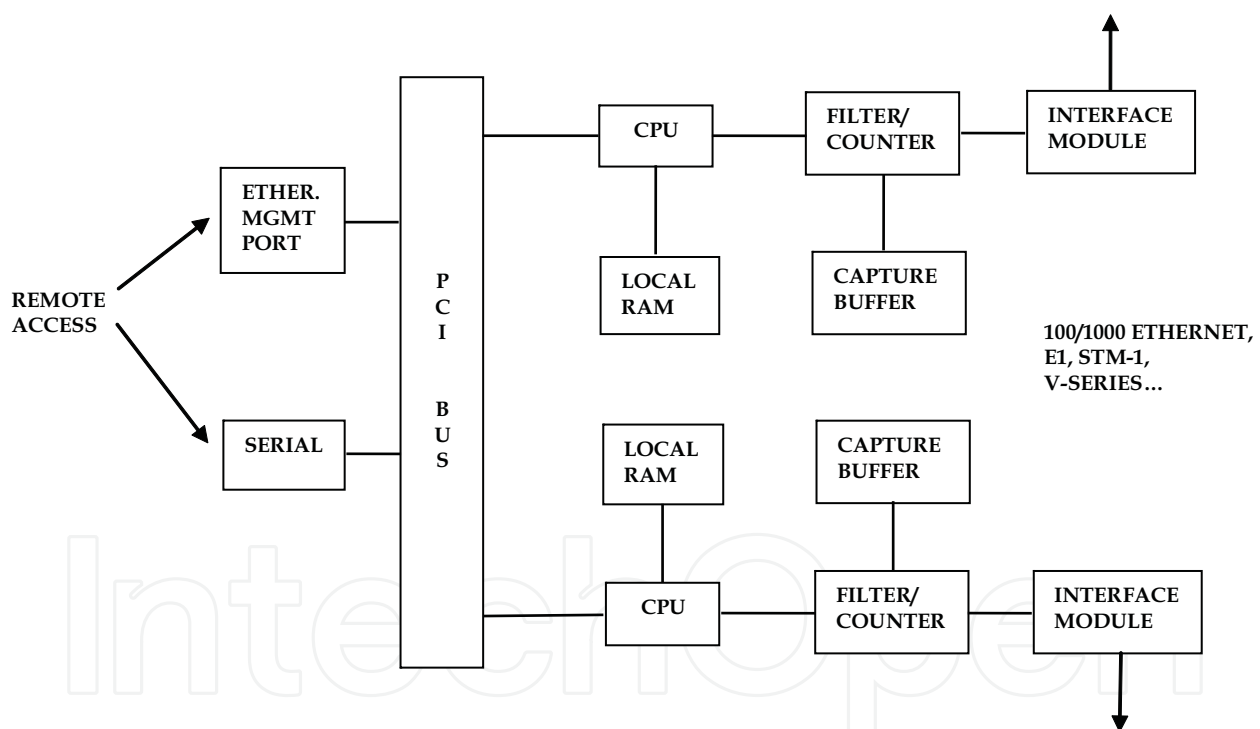 CPU
FILTER/
COUNTER
INTERFACE
MODULE
ETHER.
MGMT
PORT
REMOTE
ACCESS
SERIAL
P
C
I
B
U
S
LOCAL
RAM
CAPTURE
BUFFER
100/1000 ETHERNET,
E1, STM-1,
V-SERIES…
LOCAL
RAM
CAPTURE
BUFFER
CPU
FILTER/
COUNTER
INTERFACE
MODULE
IntechOpen